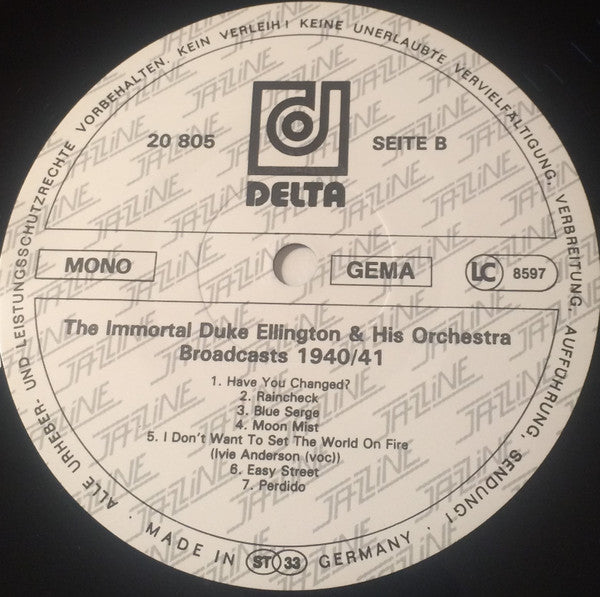 ALLE URHEBER- UND LEISTUNGSSCHUTZRECHTE VORBEHALTEN. KEIN VERLEIH! KEINE UNERLAUBTE VERVIELFÄLTIGUNG, VERBREITUNG, AUFFÜHRUNG, SENDUNG!
20 805
SEITE B
DELTA
MONO
GEMA
LC 8597
The Immortal Duke Ellington & His Orchestra
Broadcasts 1940/41
1. Have You Changed?
2. Raincheck
3. Blue Serge
4. Moon Mist
5. I Don't Want To Set The World On Fire
(Ivie Anderson (voc))
6. Easy Street
7. Perdido
· MADE IN ST 33 GERMANY ·
JAZZLINE